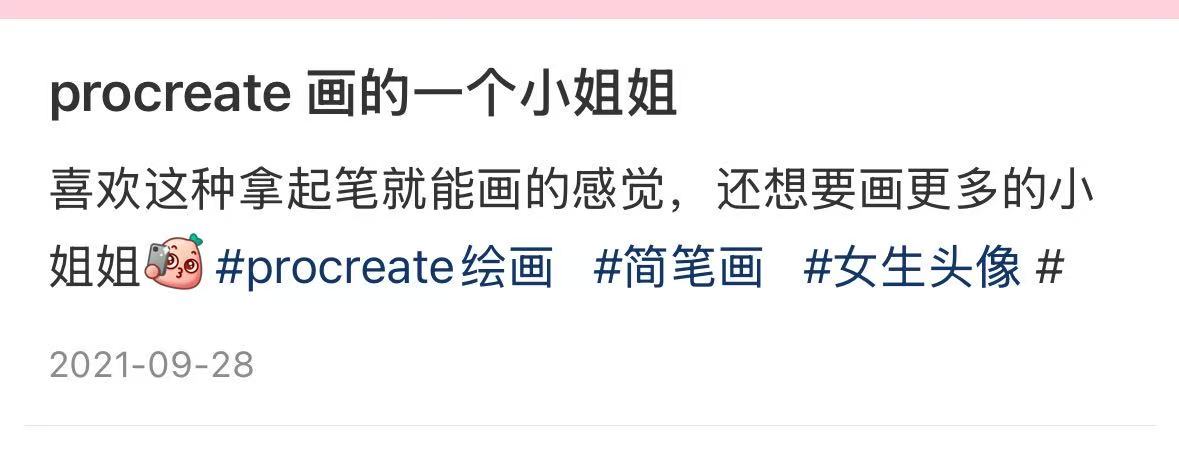 procreate 画的一个小姐姐
喜欢这种拿起笔就能画的感觉，还想要画更多的小
姐姐 #procreate绘画 #简笔画 #女生头像 #
2021-09-28